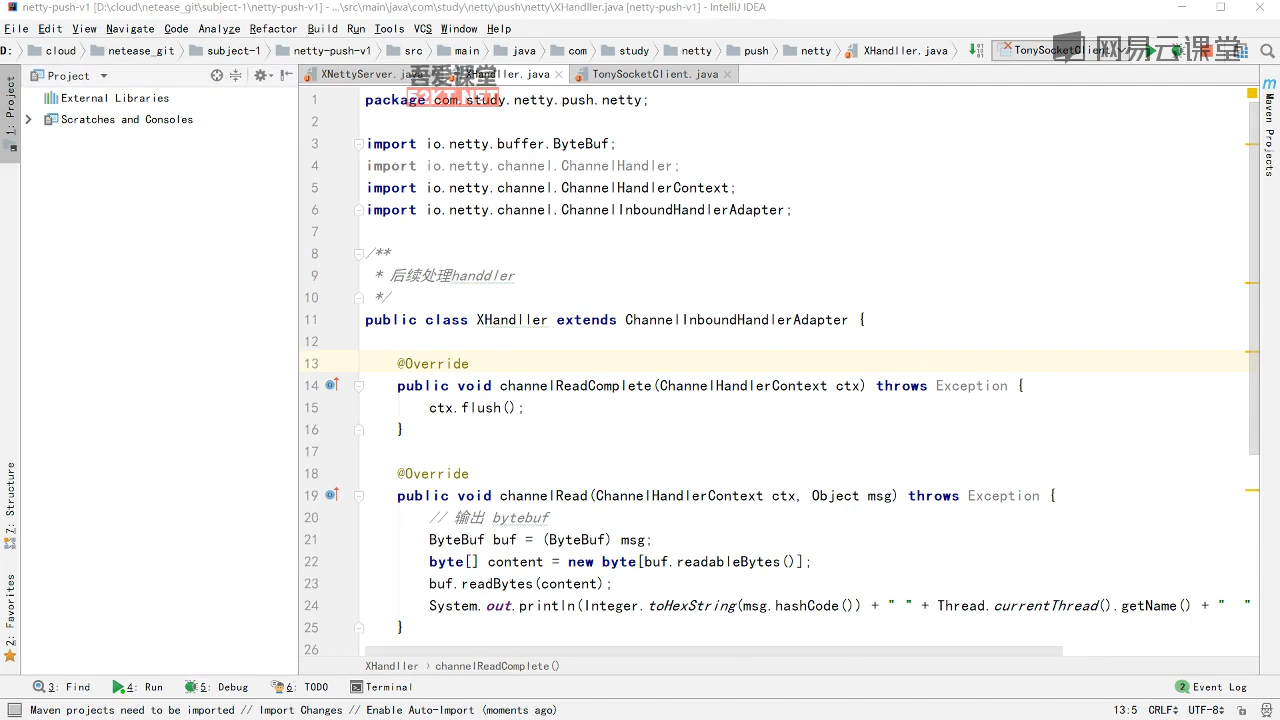 netty-push-v1 [D:\cloud\netease_git\subject-1\netty-push-v1] - ...\src\main\java\com\study\netty\push\netty\XHandller.java [netty-push-v1] - IntelliJ IDEA
File Edit View Navigate Code Analyze Refactor Build Run Tools VCS Window Help
D: cloud netease_git subject-1 netty-push-v1 src main java com study netty push netty XHandller.java TonySocketClient
网易云课堂
Project
XNettyServer.java XHandller.java TonySocketClient.java
吾爱课堂
52KT.NET
External Libraries
Scratches and Consoles
1: Project
Maven Projects
7: Structure
2: Favorites
1 package com.study.netty.push.netty;
2
3 import io.netty.buffer.ByteBuf;
4 import io.netty.channel.ChannelHandler;
5 import io.netty.channel.ChannelHandlerContext;
6 import io.netty.channel.ChannelInboundHandlerAdapter;
7
8 /**
9 * 后续处理handdler
10 */
11 public class XHandller extends ChannelInboundHandlerAdapter {
12
13 @Override
14 public void channelReadComplete(ChannelHandlerContext ctx) throws Exception {
15 ctx.flush();
16 }
17
18 @Override
19 public void channelRead(ChannelHandlerContext ctx, Object msg) throws Exception {
20 // 输出 bytebuf
21 ByteBuf buf = (ByteBuf) msg;
22 byte[] content = new byte[buf.readableBytes()];
23 buf.readBytes(content);
24 System.out.println(Integer.toHexString(msg.hashCode()) + " " + Thread.currentThread().getName() + " "
25 }
26
XHandller › channelReadComplete()
3: Find 4: Run 5: Debug 6: TODO Terminal 2 Event Log
Maven projects need to be imported // Import Changes // Enable Auto-Import (moments ago) 13:5 CRLF UTF-8